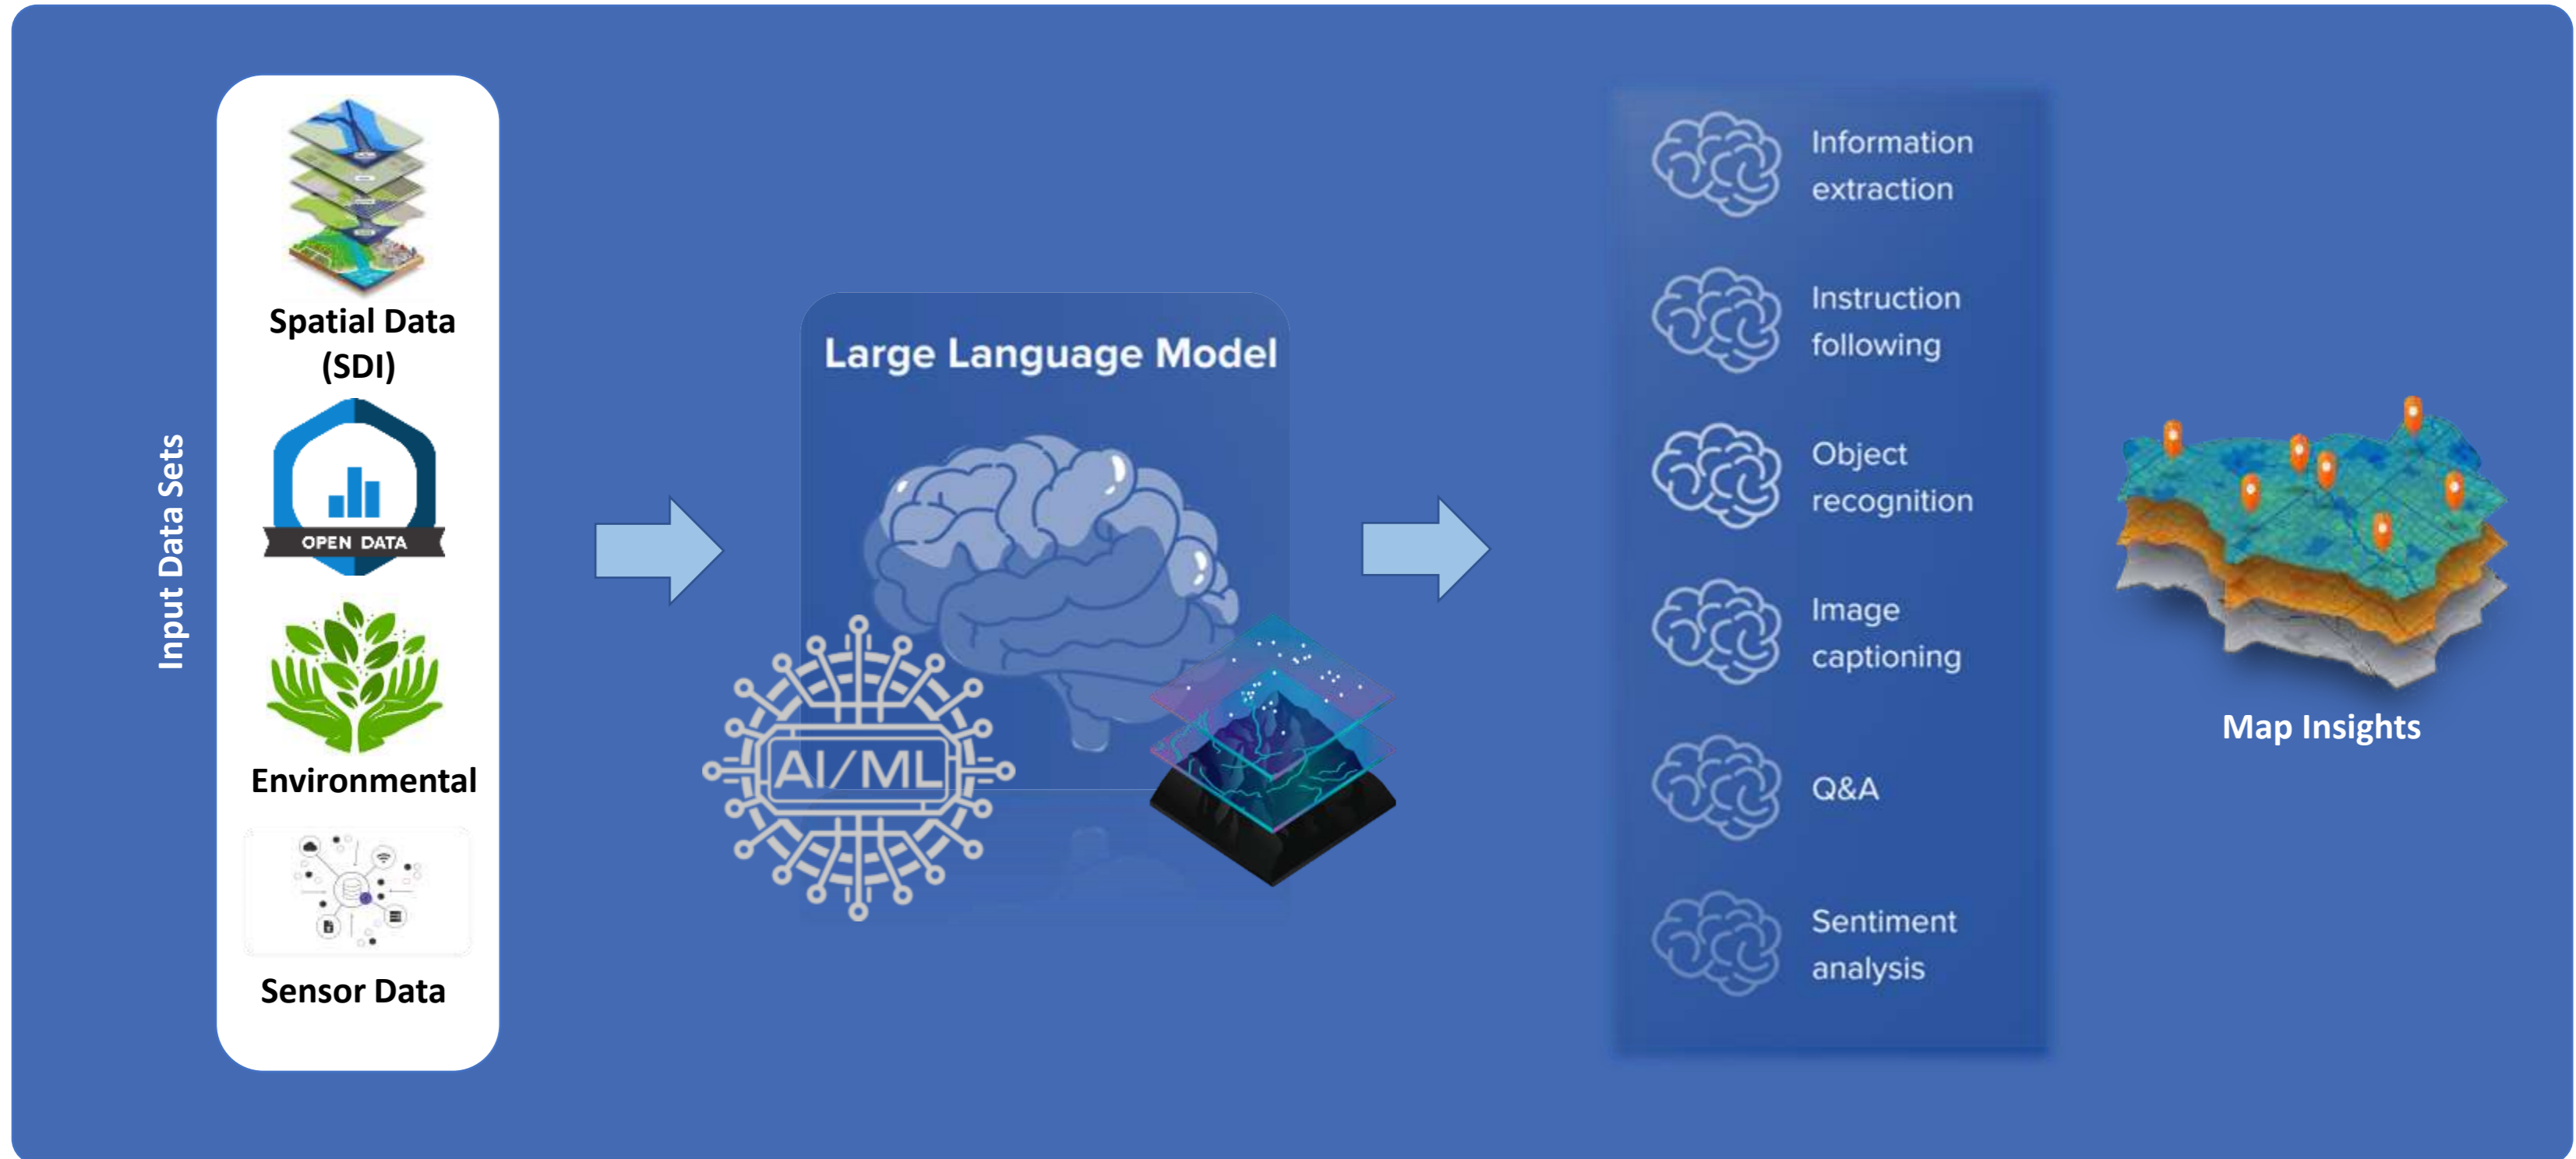 Input Data Sets
Spatial Data
(SDI)
OPEN DATA
Environmental
Sensor Data
Large Language Model
AI/ML
Information
extraction
Instruction
following
Object
recognition
Image
captioning
Q&A
Sentiment
analysis
Map Insights